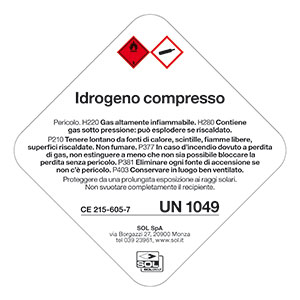 Idrogeno compresso
Pericolo. H220 Gas altamente infiammabile. H280 Contiene
gas sotto pressione: può esplodere se riscaldato.
P210 Tenere lontano da fonti di calore, scintille, fiamme libere,
superfici riscaldate. Non fumare. P377 In caso d'incendio dovuto a perdita
di gas, non estinguere a meno che non sia possibile bloccare la
perdita senza pericolo. P381 Eliminare ogni fonte di accensione se
non c'è pericolo. P403 Conservare in luogo ben ventilato.
Proteggere da una prolungata esposizione ai raggi solari.
Non svuotare completamente il recipiente.
CE 215-605-7 UN 1049
SOL SpA
via Borgazzi 27, 20900 Monza
tel 039 23961, www.sol.it
SOL